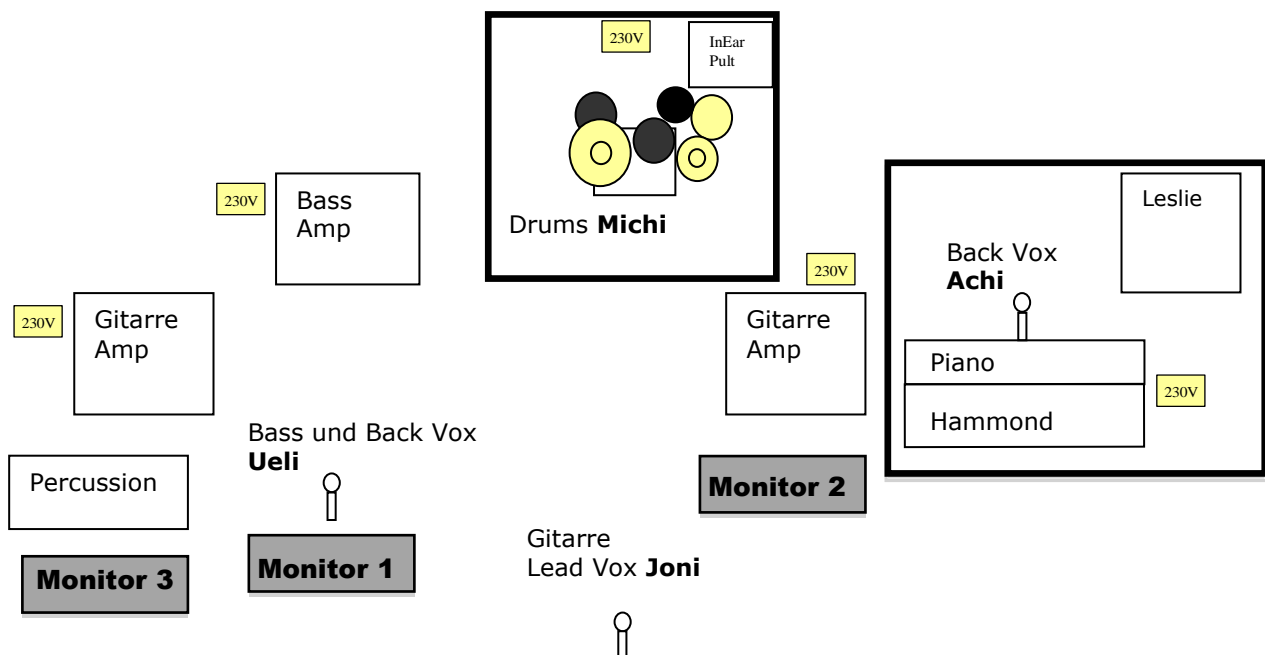 230V
InEar
Pult
Drums Michi
230V
Bass
Amp
Leslie
Back Vox
Achi
230V
230V
Gitarre
Amp
Gitarre
Amp
Piano
230V
Hammond
Bass und Back Vox
Ueli
Percussion
Monitor 2
Monitor 1
Monitor 3
Gitarre
Lead Vox Joni